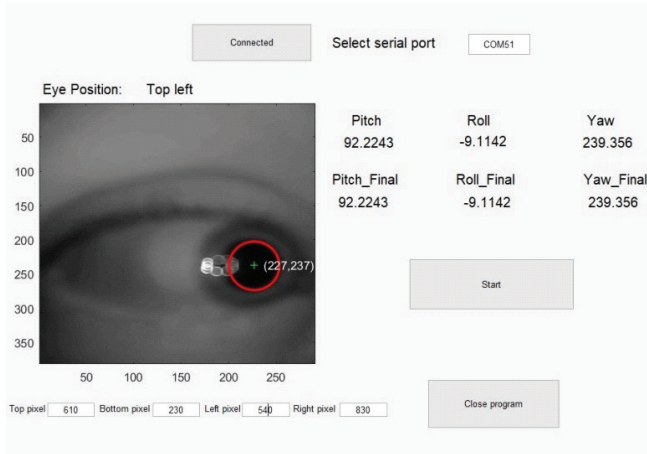 Connected
Select serial port
COM51
Eye Position: Top left
Pitch Roll Yaw
92.2243 -9.1142 239.356
Pitch_Final Roll_Final Yaw_Final
92.2243 -9.1142 239.356
50
100
150
200
250
300
350
(227,237)
50 100 150 200 250
Start
Close program
Top pixel 610 Bottom pixel 230 Left pixel 540 Right pixel 830